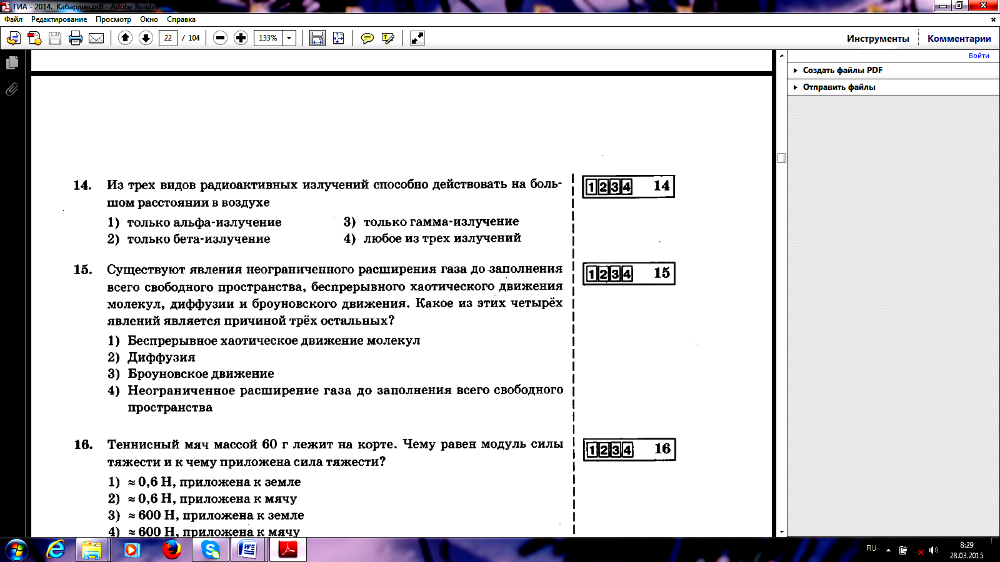 ГИА - 2014. Кабардин.pdf - Adobe Reader
Файл Редактирование Просмотр Окно Справка
22 / 104 133% Инструменты Комментарии
Войти
Создать файлы PDF
Отправить файлы
14. Из трех видов радиоактивных излучений способно действовать на боль-
шом расстоянии в воздухе
1) только альфа-излучение 3) только гамма-излучение
2) только бета-излучение 4) любое из трех излучений
1 2 3 4 14
15. Существуют явления неограниченного расширения газа до заполнения
всего свободного пространства, беспрерывного хаотического движения
молекул, диффузии и броуновского движения. Какое из этих четырёх
явлений является причиной трёх остальных?
1) Беспрерывное хаотическое движение молекул
2) Диффузия
3) Броуновское движение
4) Неограниченное расширение газа до заполнения всего свободного
пространства
1 2 3 4 15
16. Теннисный мяч массой 60 г лежит на корте. Чему равен модуль силы
тяжести и к чему приложена сила тяжести?
1) ≈ 0,6 Н, приложена к земле
2) ≈ 0,6 Н, приложена к мячу
3) ≈ 600 Н, приложена к земле
4) ≈ 600 Н, приложена к мячу
1 2 3 4 16
RU 8:29
28.03.2015